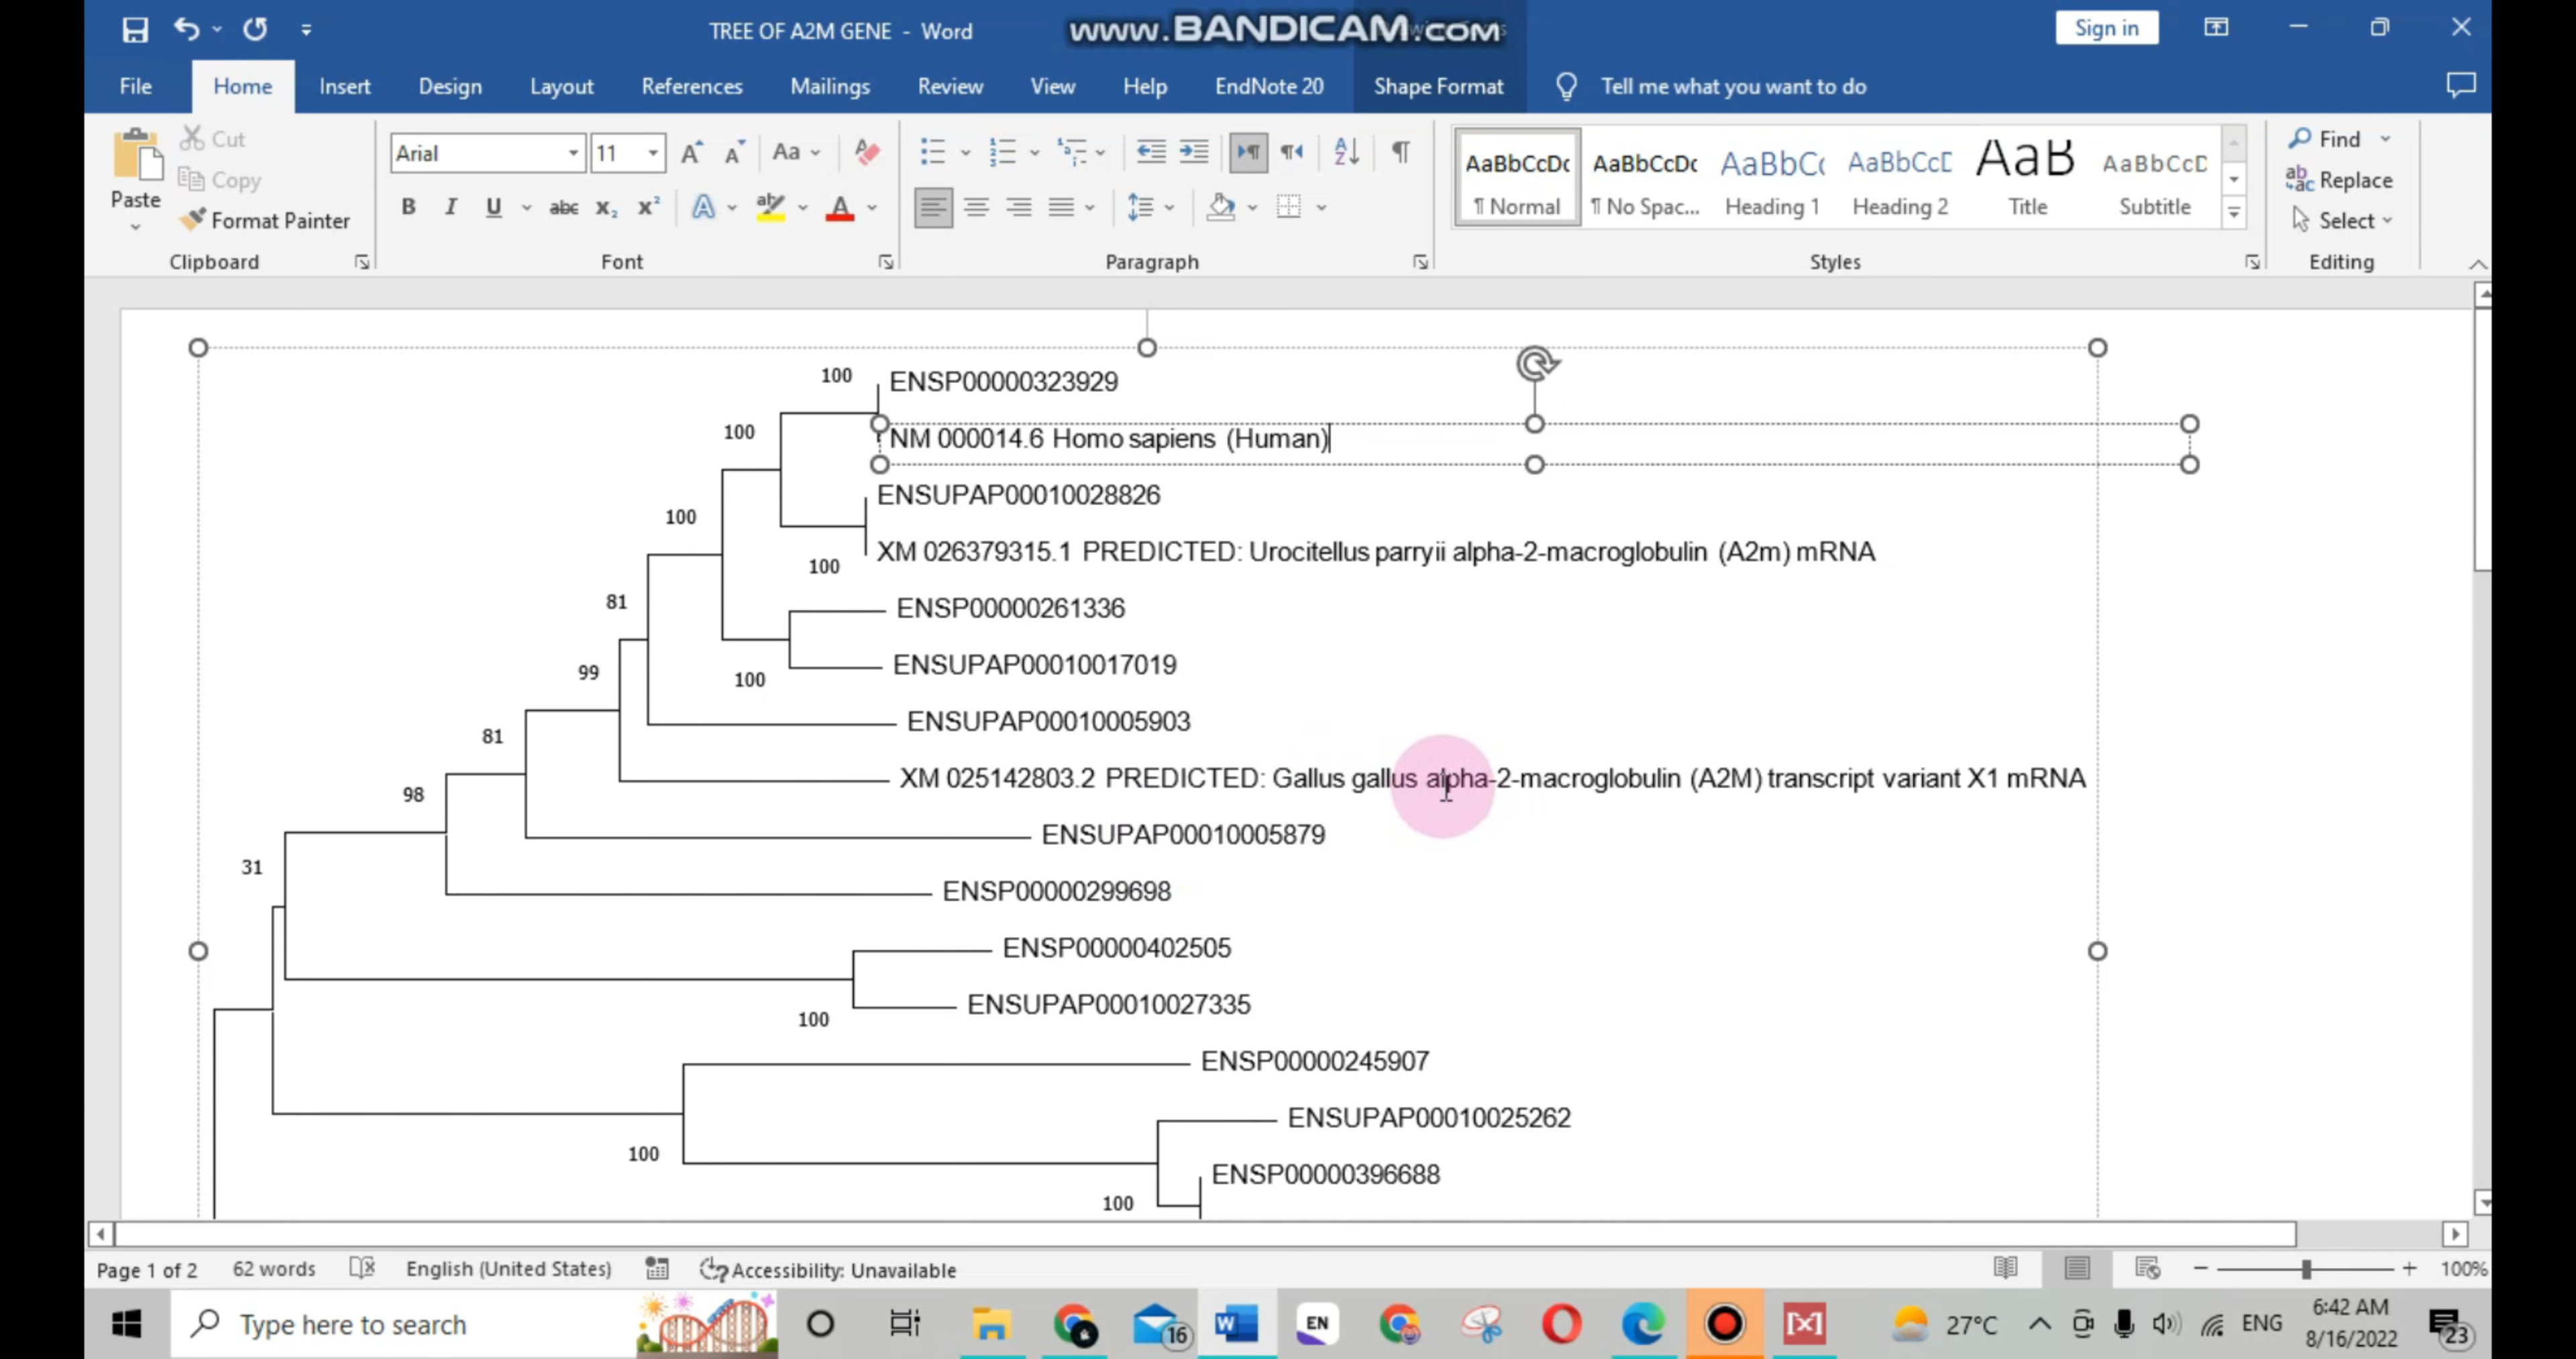 TREE OF A2M GENE - Word
www.BANDICAM.com
Sign in
File Home Insert Design Layout References Mailings Review View Help EndNote 20 Shape Format Tell me what you want to do
Paste
Cut
Copy
Format Painter
Clipboard
Arial 11
Font
Paragraph
AaBbCcDc AaBbCcDc AaBbCc AaBbCcD AaB AaBbCcD
¶ Normal ¶ No Spac... Heading 1 Heading 2 Title Subtitle
Styles
Find
Replace
Select
Editing
100 ENSP00000323929
100 NM 000014.6 Homo sapiens (Human)
100 ENSUPAP00010028826
100 XM 026379315.1 PREDICTED: Urocitellus parryii alpha-2-macroglobulin (A2m) mRNA
81 ENSP00000261336
99 100 ENSUPAP00010017019
81 ENSUPAP00010005903
98 XM 025142803.2 PREDICTED: Gallus gallus alpha-2-macroglobulin (A2M) transcript variant X1 mRNA
ENSUPAP00010005879
31 ENSP00000299698
ENSP00000402505
100 ENSUPAP00010027335
ENSP00000245907
ENSUPAP00010025262
100 ENSP00000396688
100
Page 1 of 2 62 words English (United States) Accessibility: Unavailable 100%
Type here to search 16 EN 27°C ENG 6:42 AM
8/16/2022 23